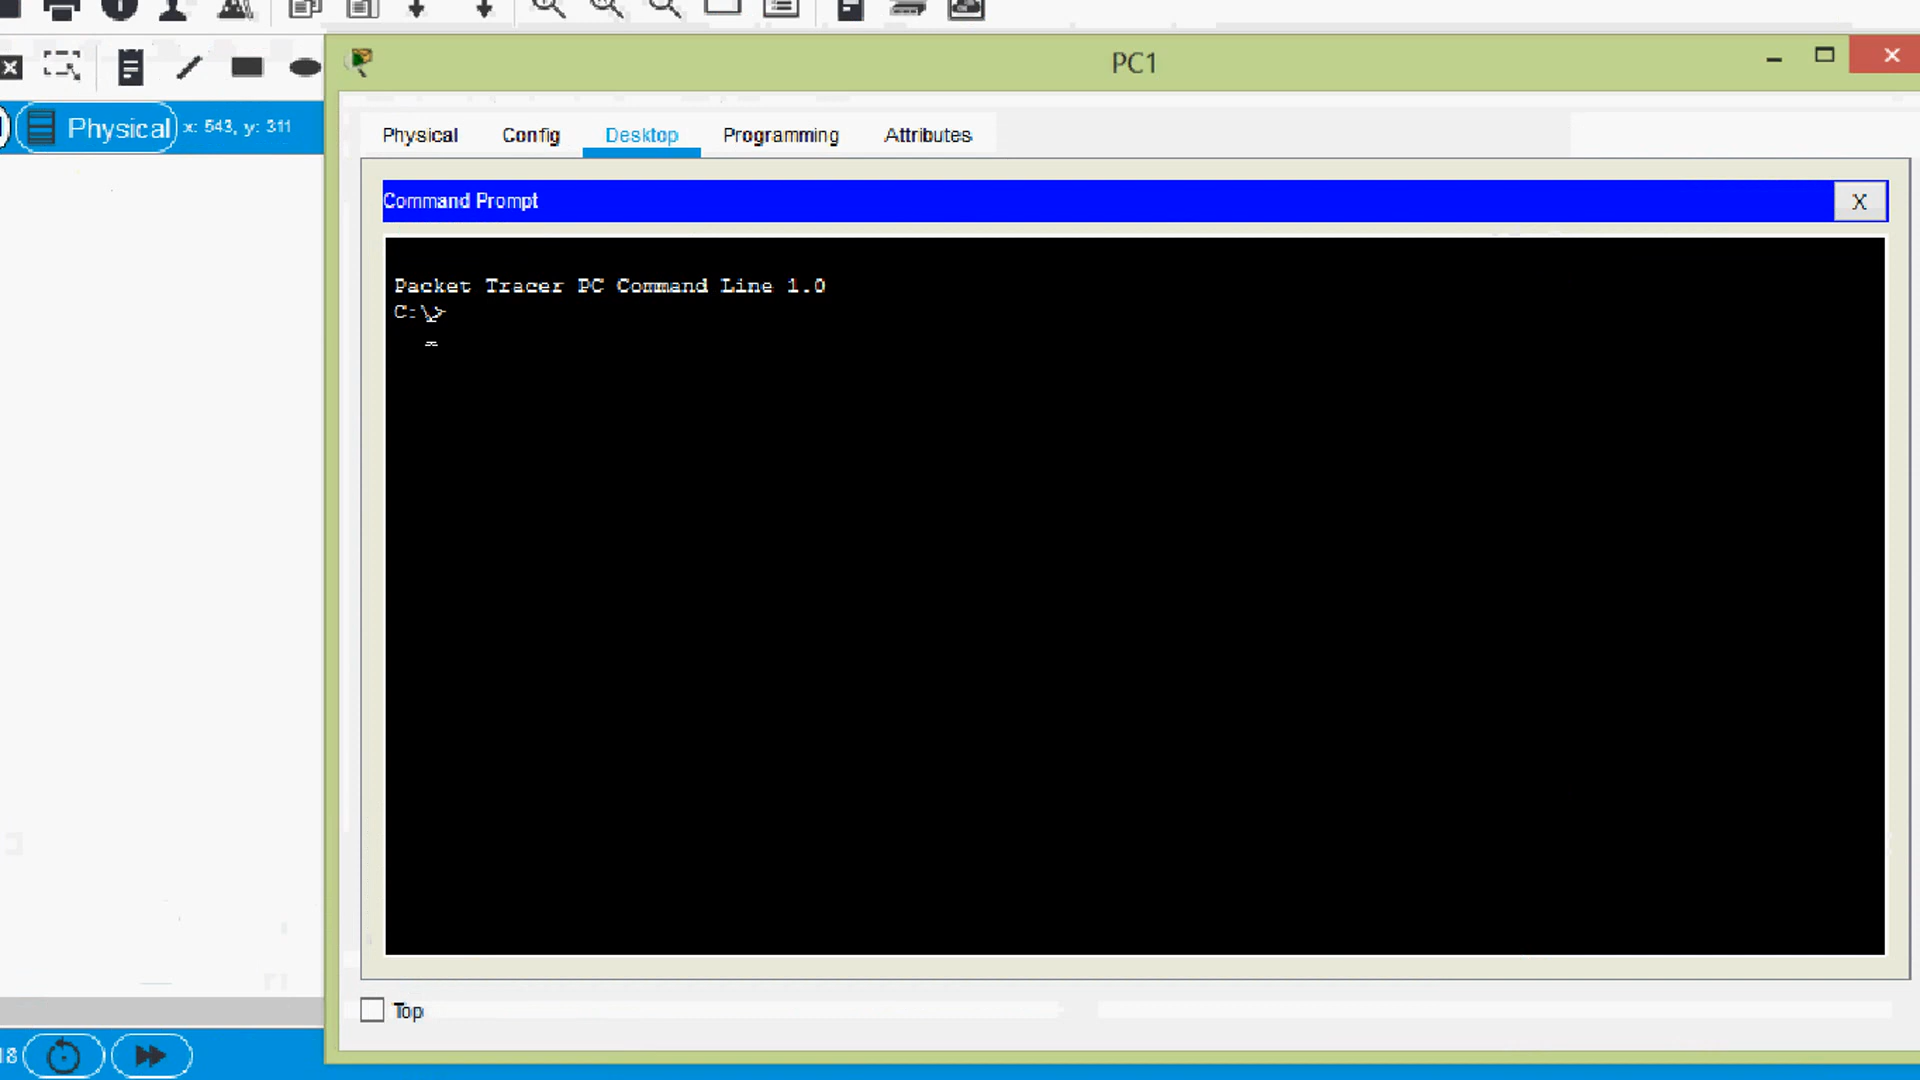 PC1
Physical x: 543, y: 311
Physical Config Desktop Programming Attributes
Command Prompt
X
Packet Tracer PC Command Line 1.0
C:\>
Top
18